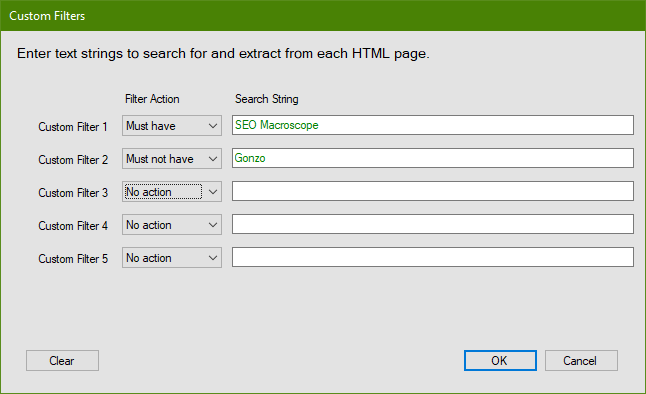 Custom Filters
Enter text strings to search for and extract from each HTML page.
Filter Action Search String
Custom Filter 1 Must have SEO Macroscope
Custom Filter 2 Must not have Gonzo
Custom Filter 3 No action
Custom Filter 4 No action
Custom Filter 5 No action
Clear OK Cancel